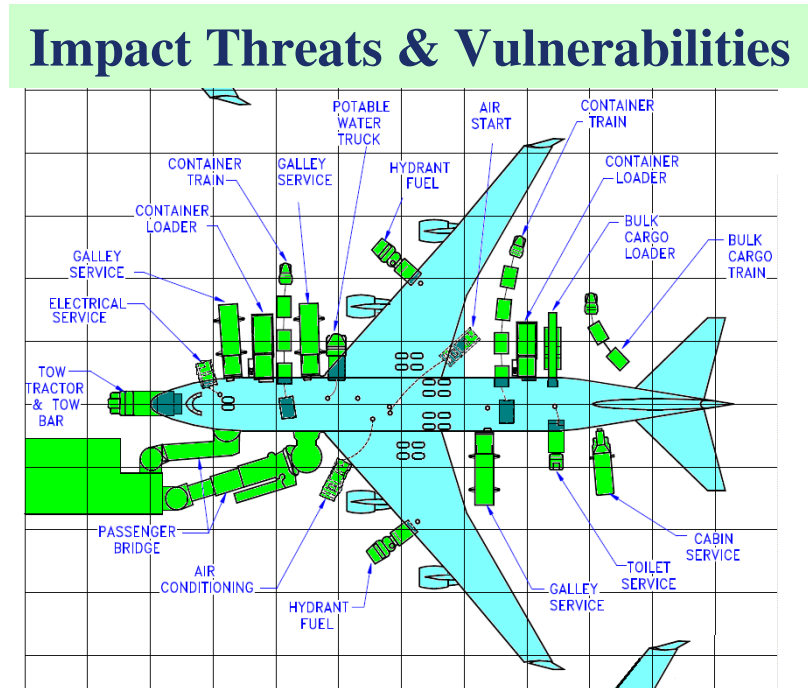 Impact Threats & Vulnerabilities
POTABLE
WATER
TRUCK
AIR
START
CONTAINER
TRAIN
CONTAINER
TRAIN
GALLEY
SERVICE
HYDRANT
FUEL
CONTAINER
LOADER
CONTAINER
LOADER
BULK
CARGO
LOADER
BULK
CARGO
TRAIN
GALLEY
SERVICE
ELECTRICAL
SERVICE
TOW
TRACTOR
& TOW
BAR
PASSENGER
BRIDGE
AIR
CONDITIONING
HYDRANT
FUEL
GALLEY
SERVICE
TOILET
SERVICE
CABIN
SERVICE